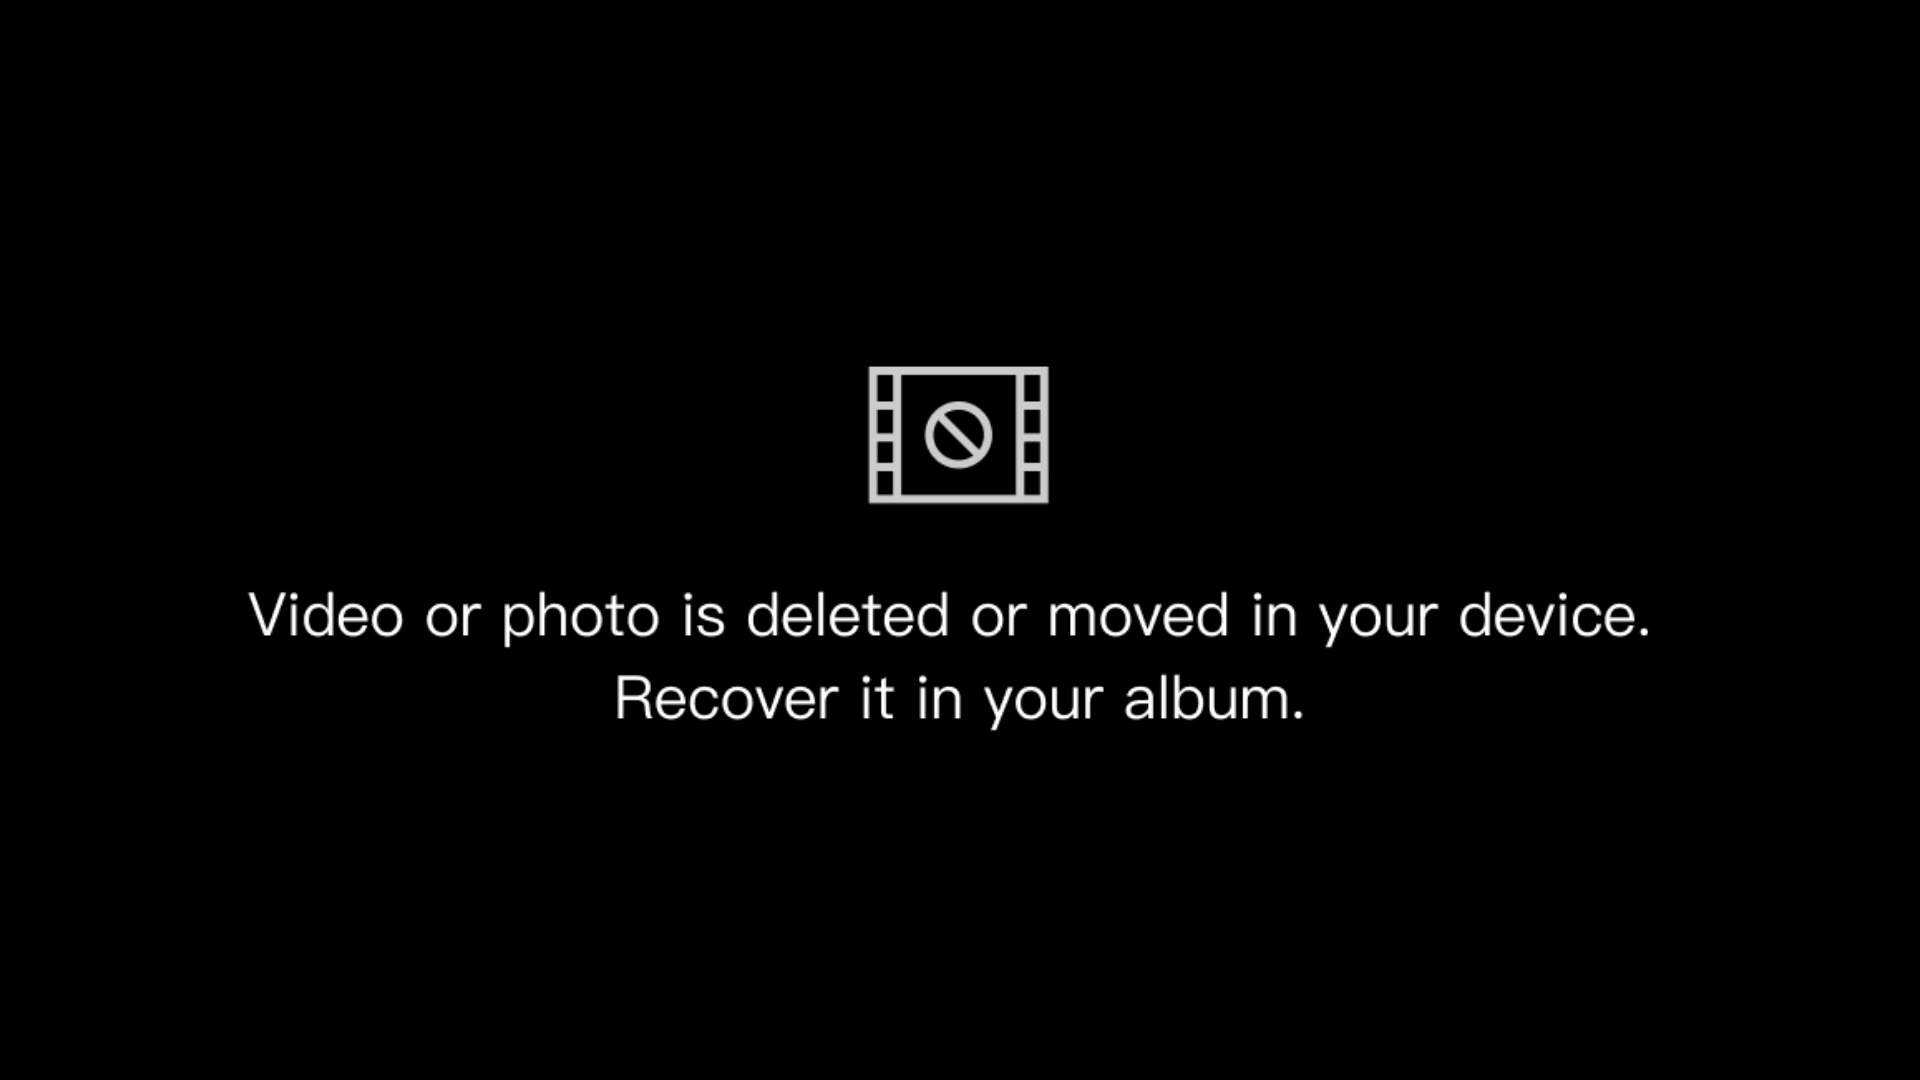 Video or photo is deleted or moved in your device.
Recover it in your album.